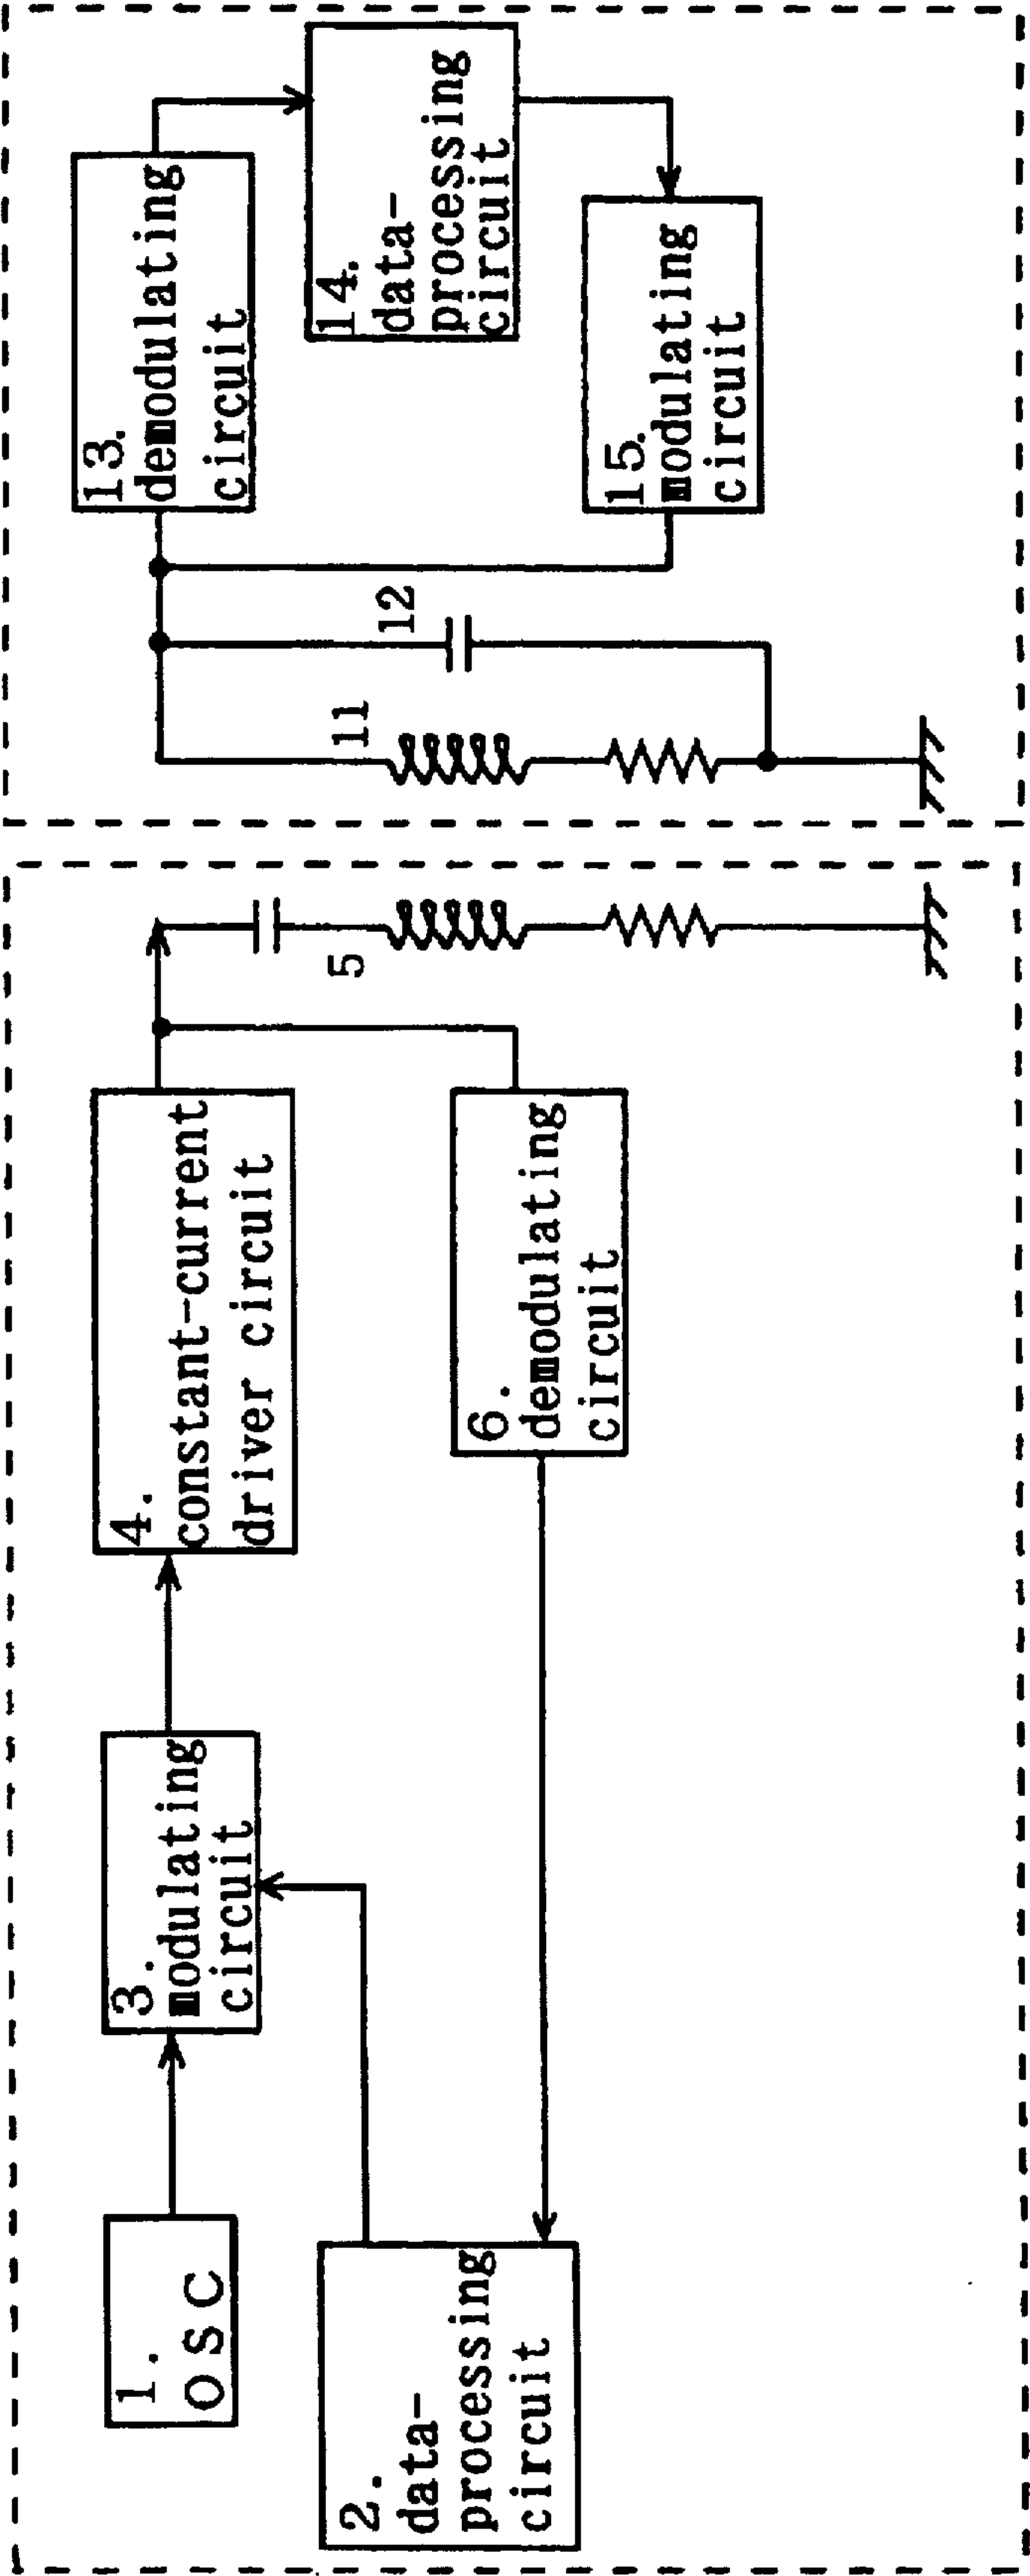 1.
OSC
2.
data-
processing
circuit
3.
modulating
circuit
4.
constant-current
driver circuit
6.
demodulating
circuit
5
11
12
13.
demodulating
circuit
14.
data-
processing
circuit
15.
modulating
circuit